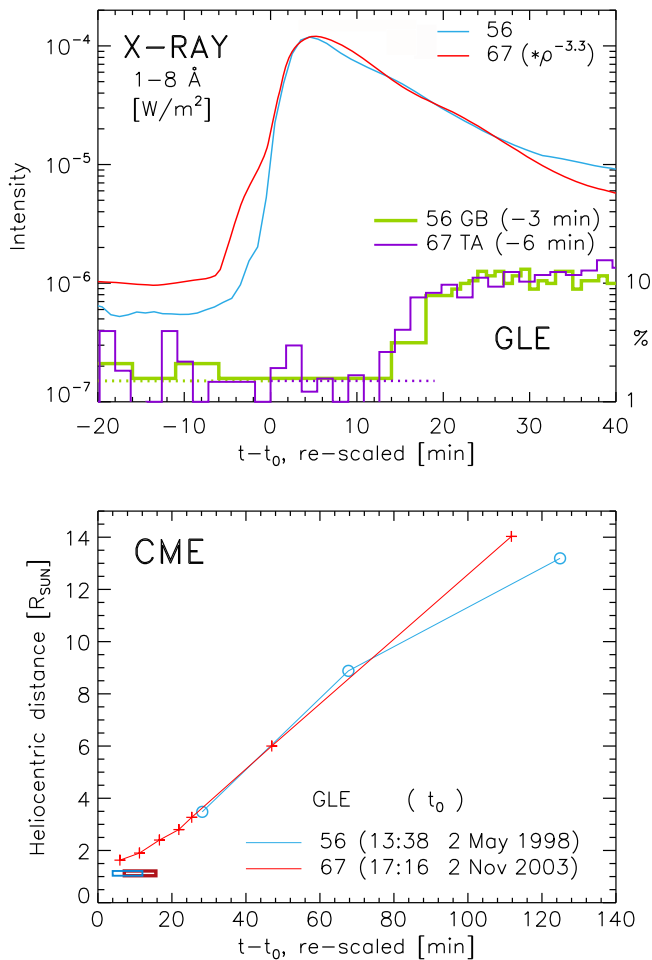 X-RAY
1-8 Å
[W/m²]
56
67 (*ρ⁻³·³)
10⁻⁴
10⁻⁵
10⁻⁶
10⁻⁷
Intensity
56 GB (-3 min)
67 TA (-6 min)
GLE
10
%
1
-20 -10 0 10 20 30 40
t-t₀, re-scaled [min]
CME
14
12
10
8
6
4
2
0
Heliocentric distance [R_SUN]
GLE ( t₀ )
56 (13:38 2 May 1998)
67 (17:16 2 Nov 2003)
0 20 40 60 80 100 120 140
t-t₀, re-scaled [min]